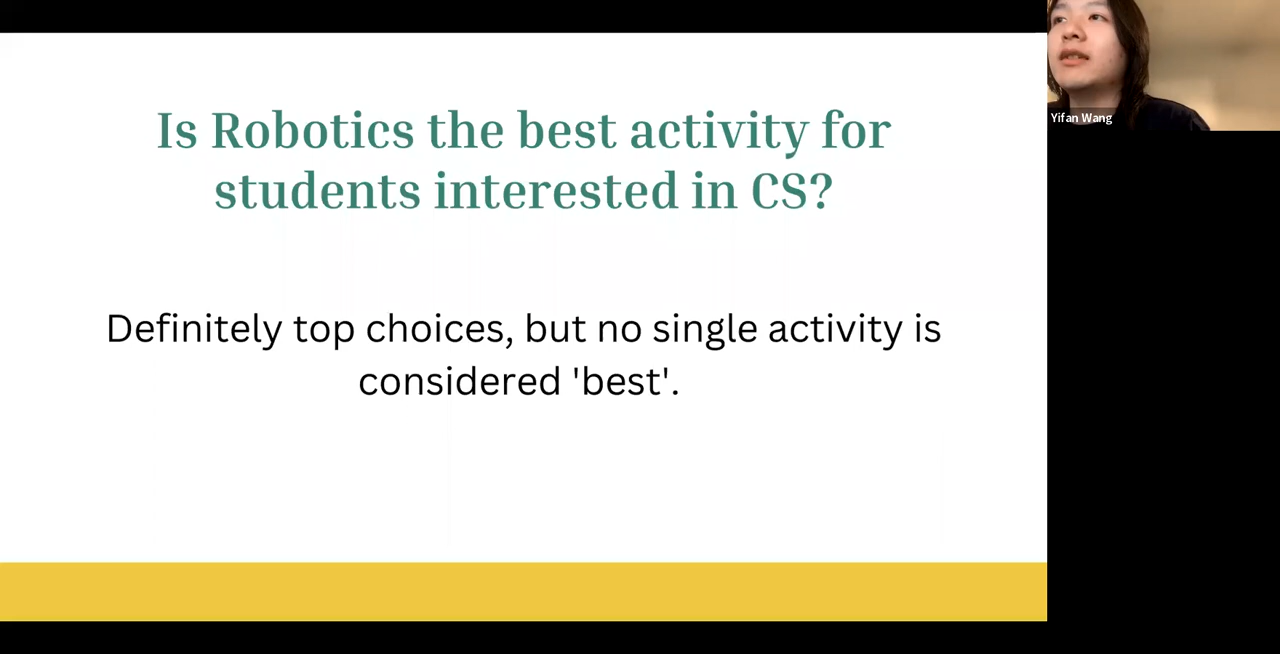 Is Robotics the best activity for
students interested in CS?
Definitely top choices, but no single activity is
considered 'best'.
Yifan Wang